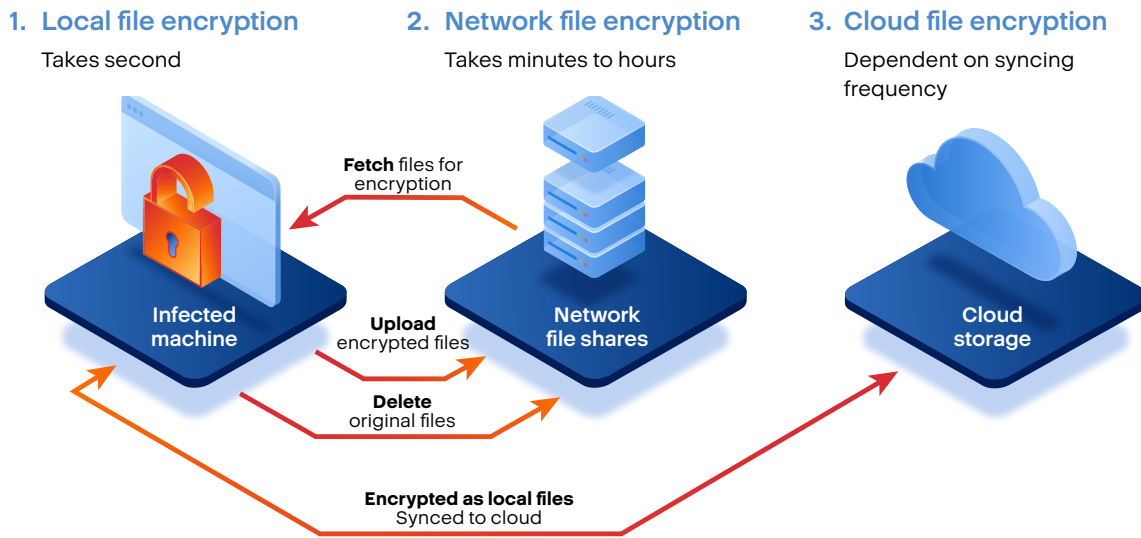 1. Local file encryption
Takes second
2. Network file encryption
Takes minutes to hours
3. Cloud file encryption
Dependent on syncing
frequency
Fetch files for
encryption
Infected
machine
Network
file shares
Cloud
storage
Upload
encrypted files
Delete
original files
Encrypted as local files
Synced to cloud